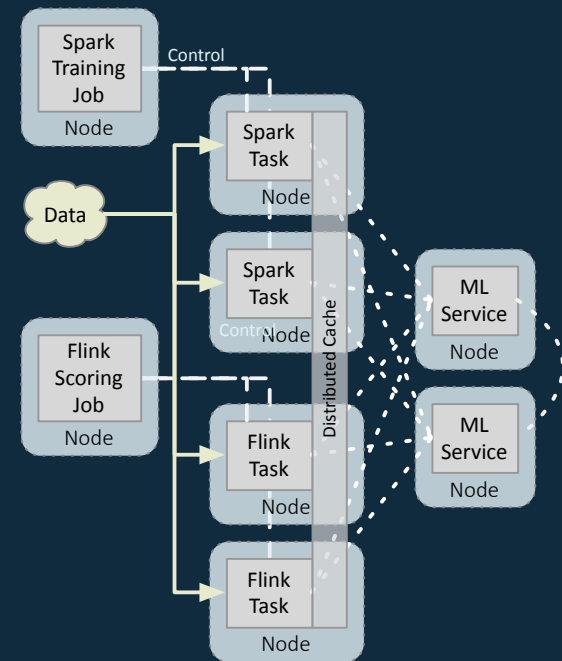 Spark
Training
Job
Node
Control
Spark
Task
Node
Data
Spark
Task
Node
Control
Distributed Cache
ML
Service
Node
Flink
Scoring
Job
Node
Flink
Task
Node
ML
Service
Node
Flink
Task
Node